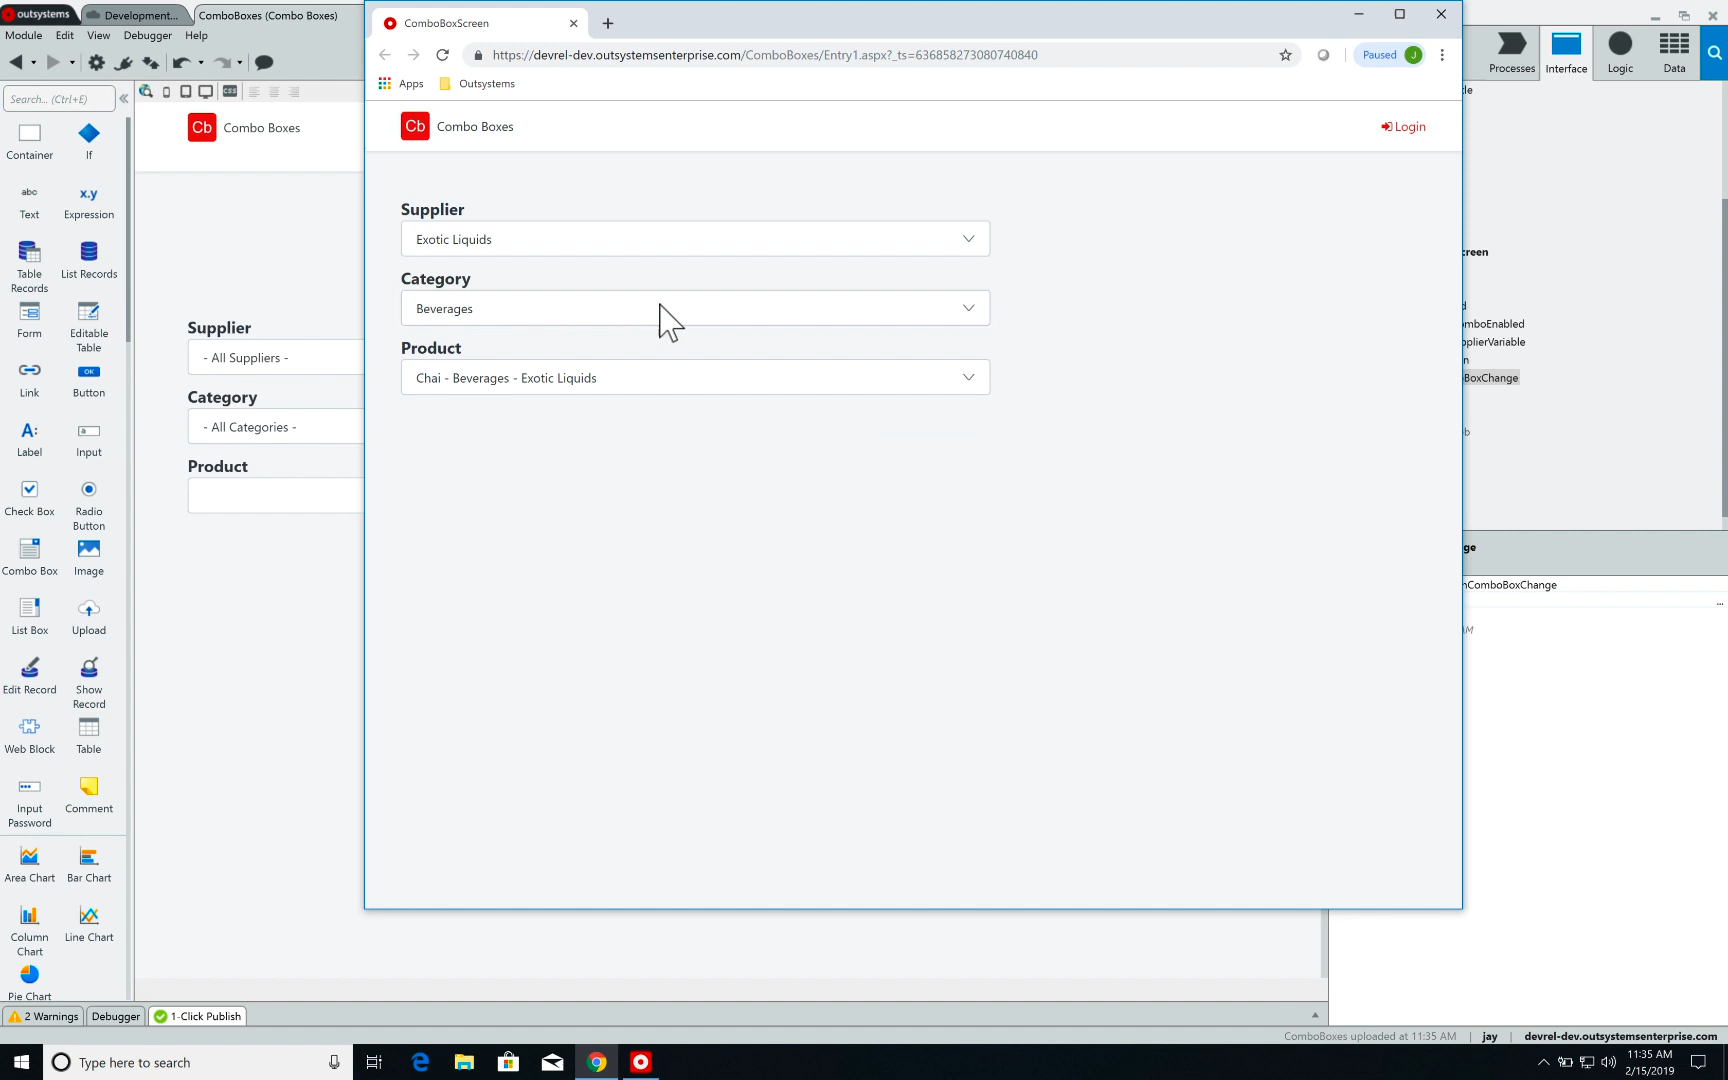 outsystems
Development...
ComboBoxes (Combo Boxes)
Module Edit View Debugger Help
Search... (Ctrl+E)
Container If
abc x.y
Text Expression
Table Records List Records
Form Editable Table
OK
Link Button
A:
Label Input
Check Box Radio Button
Combo Box Image
List Box Upload
Edit Record Show Record
Web Block Table
Input Password Comment
Area Chart Bar Chart
Column Chart Line Chart
Pie Chart
CSS
Cb Combo Boxes
Supplier
- All Suppliers -
Category
- All Categories -
Product
ComboBoxScreen
https://devrel-dev.outsystemsenterprise.com/ComboBoxes/Entry1.aspx?_ts=636858273080740840
Paused J
Apps Outsystems
Cb Combo Boxes
Login
Supplier
Exotic Liquids
Category
Beverages
Product
Chai - Beverages - Exotic Liquids
Processes Interface Logic Data
tle
creen
d
omboEnabled
pplierVariable
n
BoxChange
b
ge
nComboBoxChange
...
M
2 Warnings Debugger 1-Click Publish
ComboBoxes uploaded at 11:35 AM jay devrel-dev.outsystemsenterprise.com
Type here to search
11:35 AM
2/15/2019